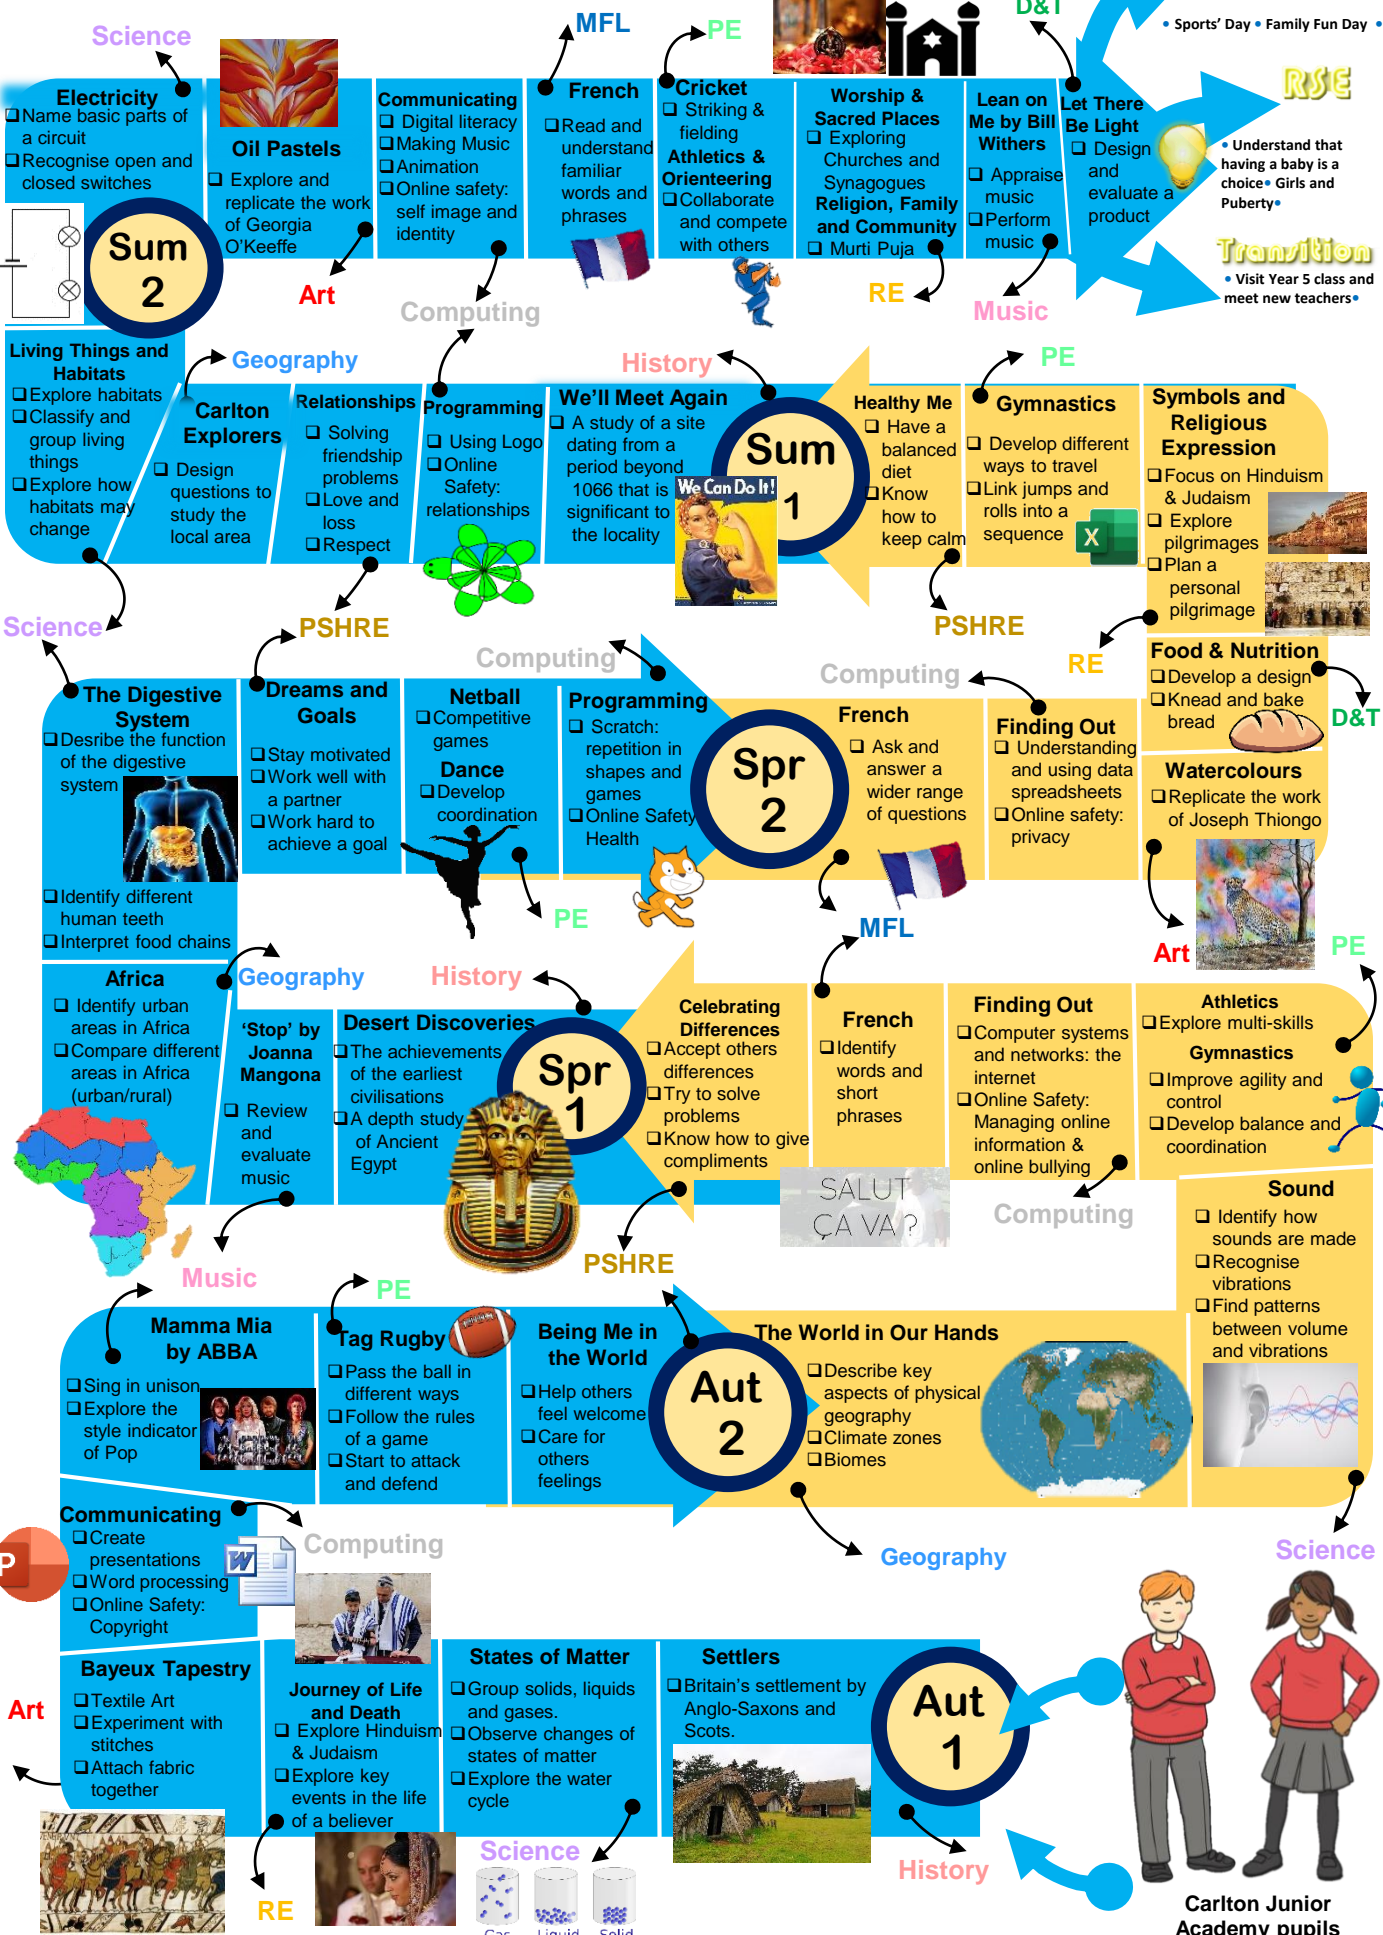 D&T
• Sports' Day • Family Fun Day •
MFL
PE
Science
RSE
• Understand that
having a baby is a
choice• Girls and
Puberty•
Transition
• Visit Year 5 class and
meet new teachers•
Electricity
❑Name basic parts of
a circuit
❑Recognise open and
closed switches
Oil Pastels
❑ Explore and
replicate the work
of Georgia
O'Keeffe
Art
Communicating
❑ Digital literacy
❑Making Music
❑Animation
❑Online safety:
self image and
identity
Computing
French
❑Read and
understand
familiar
words and
phrases
Cricket
❑ Striking &
fielding
Athletics &
Orienteering
❑Collaborate
and compete
with others
Worship &
Sacred Places
❑ Exploring
Churches and
Synagogues
Religion, Family
and Community
❑ Murti Puja
RE
Lean on
Me by Bill
Withers
❑ Appraise
music
❑Perform
music
Music
Let There
Be Light
❑ Design
and
evaluate a
product
Sum
2
Living Things and
Habitats
❑Explore habitats
❑Classify and
group living
things
❑Explore how
habitats may
change
Science
Geography
Carlton
Explorers
❑ Design
questions to
study the
local area
Relationships
❑ Solving
friendship
problems
❑Love and
loss
❑Respect
PSHRE
Programming
❑ Using Logo
❑Online
Safety:
relationships
History
We'll Meet Again
❑ A study of a site
dating from a
period beyond
1066 that is
significant to
the locality
We Can Do It!
Sum
1
Healthy Me
❑ Have a
balanced
diet
❑Know
how to
keep calm
PSHRE
PE
Gymnastics
❑ Develop different
ways to travel
❑Link jumps and
rolls into a
sequence
X
Symbols and
Religious
Expression
❑Focus on Hinduism
& Judaism
❑ Explore
pilgrimages
❑Plan a
personal
pilgrimage
RE
Food & Nutrition
❑Develop a design
❑Knead and bake
bread
D&T
Watercolours
❑Replicate the work
of Joseph Thiongo
Art
Computing
Finding Out
❑ Understanding
and using data
spreadsheets
❑Online safety:
privacy
French
❑ Ask and
answer a
wider range
of questions
MFL
Spr
2
Computing
Programming
❑ Scratch:
repetition in
shapes and
games
❑Online Safety
Health
Netball
❑Competitive
games
Dance
❑Develop
coordination
PE
Dreams and
Goals
❑Stay motivated
❑Work well with
a partner
❑Work hard to
achieve a goal
The Digestive
System
❑Desribe the function
of the digestive
system
❑Identify different
human teeth
❑Interpret food chains
Africa
❑ Identify urban
areas in Africa
❑Compare different
areas in Africa
(urban/rural)
Geography
'Stop' by
Joanna
Mangona
❑ Review
and
evaluate
music
Music
History
Desert Discoveries
❑The achievements
of the earliest
civilisations
❑A depth study
of Ancient
Egypt
Spr
1
Celebrating
Differences
❑Accept others
differences
❑Try to solve
problems
❑Know how to give
compliments
PSHRE
French
❑Identify
words and
short
phrases
SALUT
ÇA VA?
Finding Out
❑Computer systems
and networks: the
internet
❑Online Safety:
Managing online
information &
online bullying
Computing
PE
Athletics
❑Explore multi-skills
Gymnastics
❑Improve agility and
control
❑Develop balance and
coordination
Sound
❑ Identify how
sounds are made
❑Recognise
vibrations
❑Find patterns
between volume
and vibrations
Science
The World in Our Hands
❑Describe key
aspects of physical
geography
❑Climate zones
❑Biomes
Geography
Aut
2
Being Me in
the World
❑Help others
feel welcome
❑Care for
others
feelings
PE
Tag Rugby
❑Pass the ball in
different ways
❑Follow the rules
of a game
❑Start to attack
and defend
Mamma Mia
by ABBA
❑Sing in unison
❑Explore the
style indicator
of Pop
ABBA
Communicating
❑Create
presentations
❑Word processing
❑Online Safety:
Copyright
P
W
Computing
Bayeux Tapestry
❑Textile Art
❑Experiment with
stitches
❑Attach fabric
together
Art
Journey of Life
and Death
❑ Explore Hinduism
& Judaism
❑Explore key
events in the life
of a believer
RE
States of Matter
❑Group solids, liquids
and gases.
❑Observe changes of
states of matter
❑Explore the water
cycle
Science
Gas Liquid Solid
Settlers
❑Britain's settlement by
Anglo-Saxons and
Scots.
History
Aut
1
Carlton Junior
Academy pupils